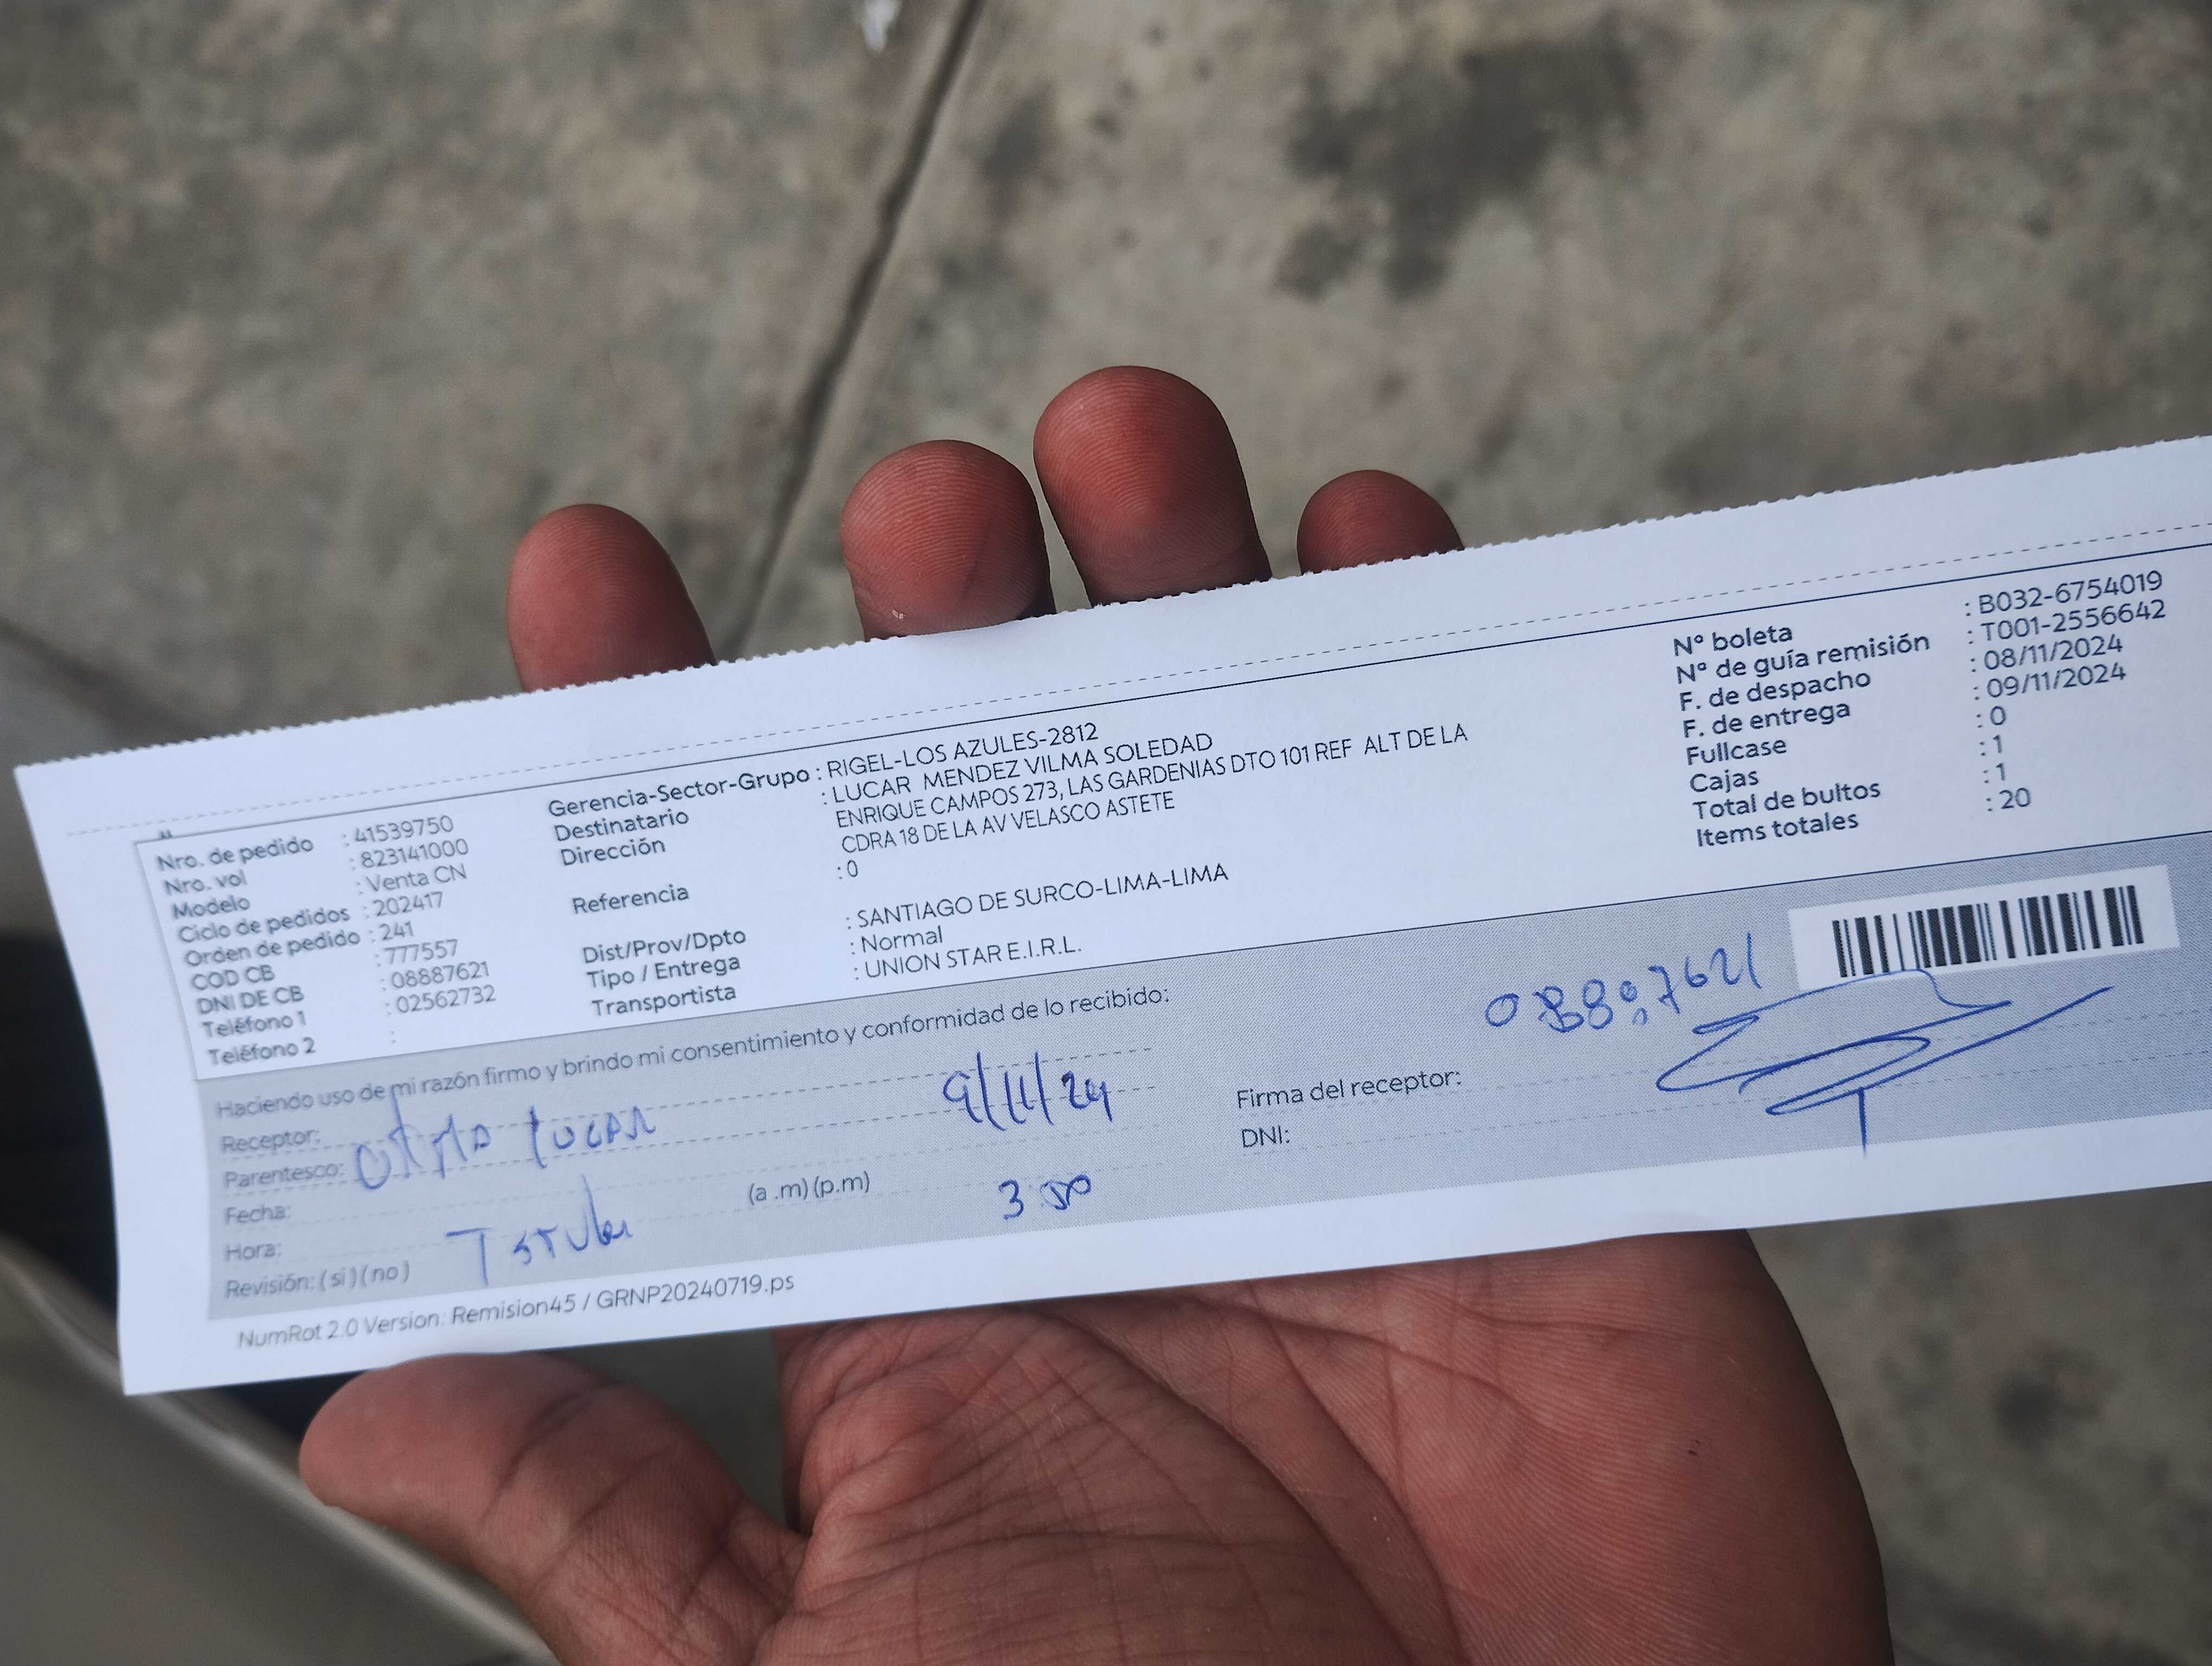 Nro. de pedido : 41539750
Nro. vol : 823141000
Modelo : Venta CN
Ciclo de pedidos : 202417
Orden de pedido : 241
COD CB : 777557
DNI DE CB : 08887621
Teléfono 1 : 02562732
Teléfono 2 :
Gerencia-Sector-Grupo : RIGEL-LOS AZULES-2812
Destinatario : LUCAR MENDEZ VILMA SOLEDAD
Dirección ENRIQUE CAMPOS 273, LAS GARDENIAS DTO 101 REF ALT DE LA
CDRA 18 DE LA AV VELASCO ASTETE
Referencia : 0
Dist/Prov/Dpto : SANTIAGO DE SURCO-LIMA-LIMA
Tipo / Entrega : Normal
Transportista : UNION STAR E.I.R.L.
Nº boleta : B032-6754019
Nº de guía remisión : T001-2556642
F. de despacho : 08/11/2024
F. de entrega : 09/11/2024
Fullcase : 0
Cajas : 1
Total de bultos : 1
Items totales : 20
Haciendo uso de mi razón firmo y brindo mi consentimiento y conformidad de lo recibido:
Receptor:
Parentesco: Lucar
Fecha: 9/11/24
Hora: (a .m) (p.m) 3
Revisión: (si) (no) Titular
Firma del receptor: 08887621
DNI:
NumRot 2.0 Version: Remision45 / GRNP20240719.ps